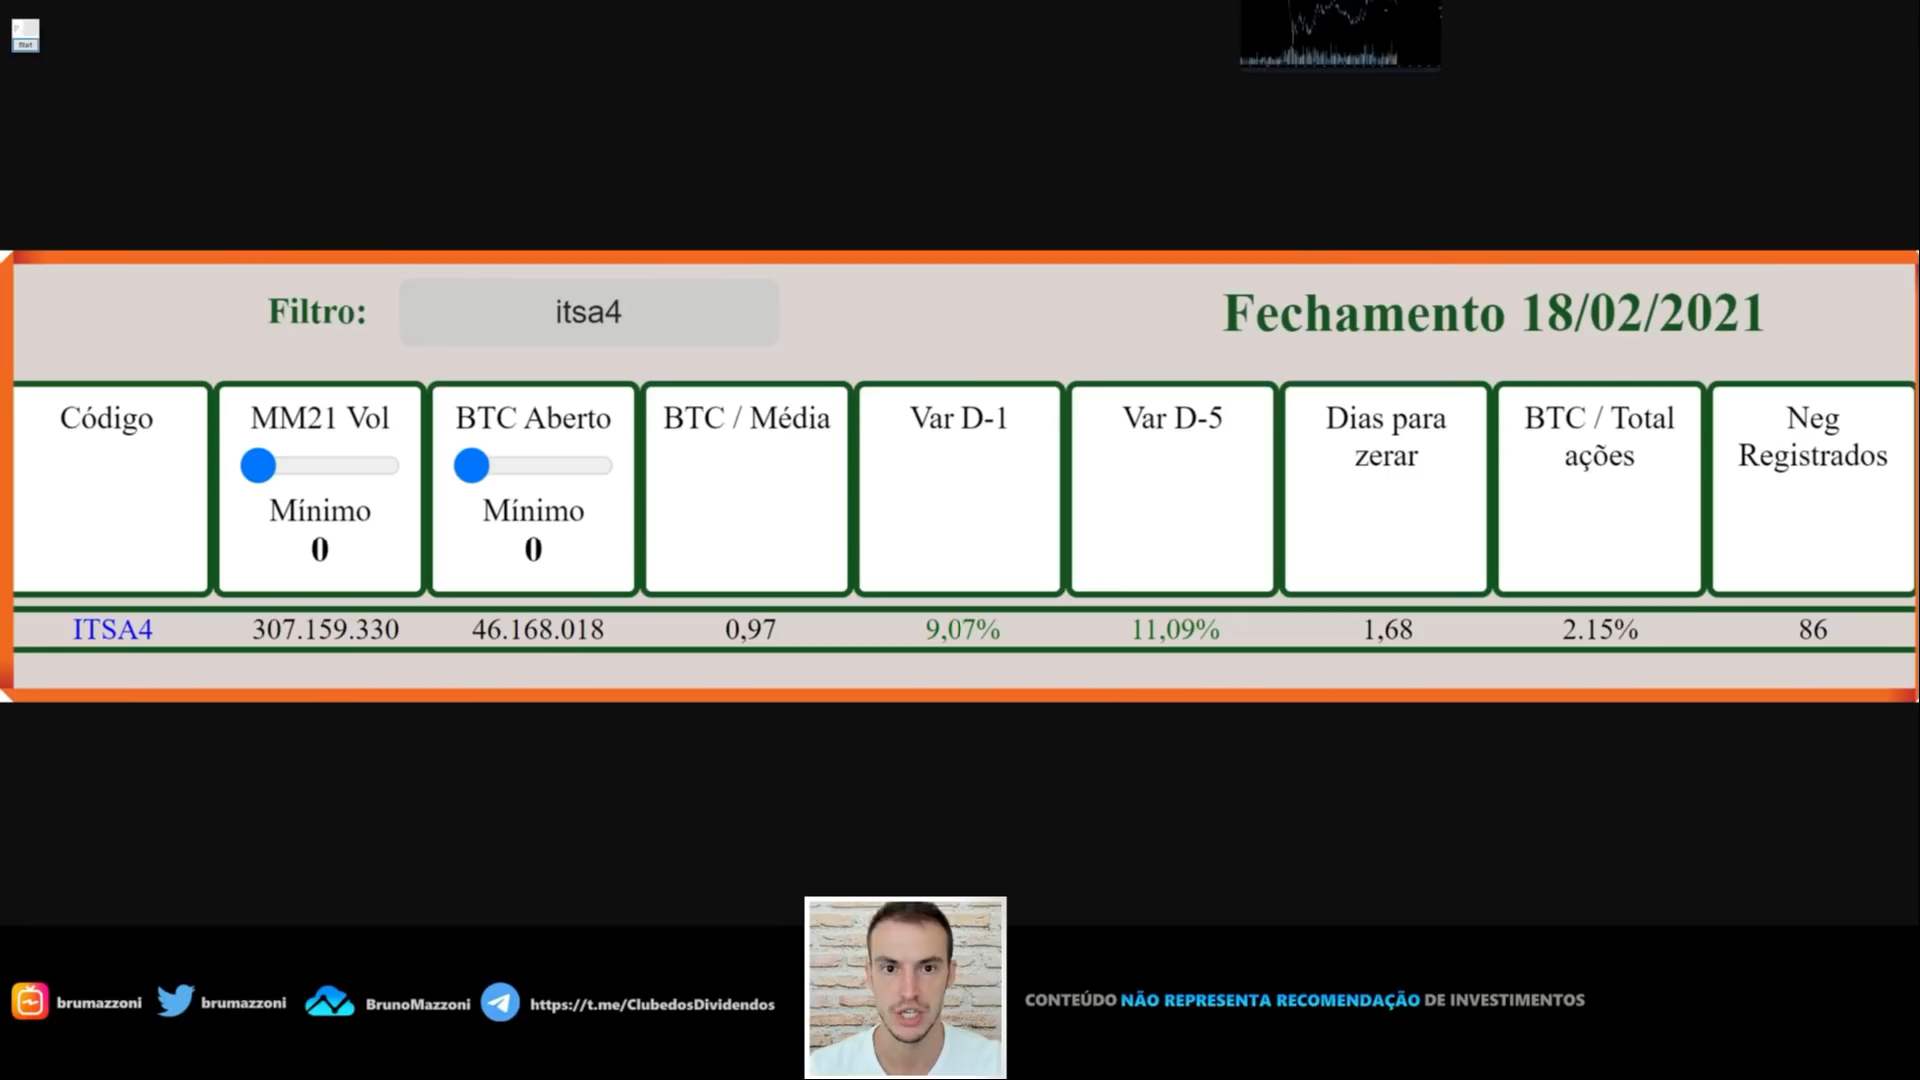 Filtro:
itsa4
Fechamento 18/02/2021
Código
MM21 Vol
Mínimo
0
BTC Aberto
Mínimo
0
BTC / Média
Var D-1
Var D-5
Dias para
zerar
BTC / Total
ações
Neg
Registrados
ITSA4 307.159.330 46.168.018 0,97 9,07% 11,09% 1,68 2.15% 86
brumazzoni
brumazzoni
BrunoMazzoni
https://t.me/ClubedosDividendos
CONTEÚDO NÃO REPRESENTA RECOMENDAÇÃO DE INVESTIMENTOS